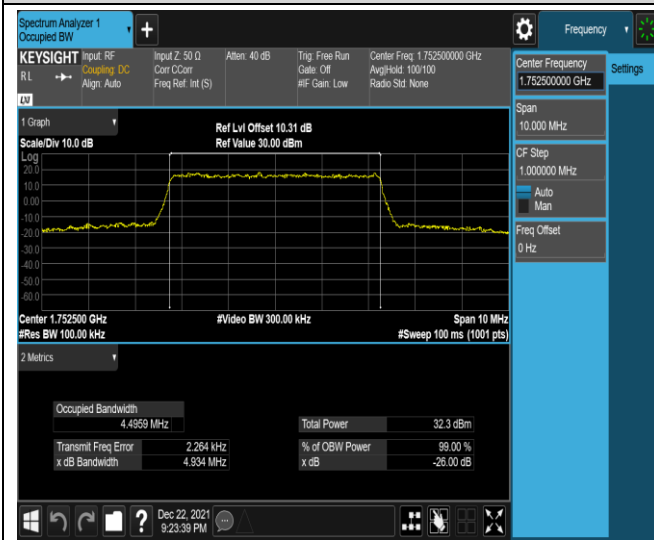 Spectrum Analyzer 1
Occupied BW
+
Frequency
KEYSIGHT
RL
LXI
Input: RF
Coupling: DC
Align: Auto
Input Z: 50 Ω
Corr CCorr
Freq Ref: Int (S)
Atten: 40 dB
Trig: Free Run
Gate: Off
#IF Gain: Low
Center Freq: 1.752500000 GHz
Avg|Hold: 100/100
Radio Std: None
Center Frequency
1.752500000 GHz
Settings
Span
10.000 MHz
CF Step
1.000000 MHz
Auto
Man
Freq Offset
0 Hz
1 Graph
Scale/Div 10.0 dB
Ref Lvl Offset 10.31 dB
Ref Value 30.00 dBm
Log
20.0
10.0
0.00
-10.0
-20.0
-30.0
-40.0
-50.0
-60.0
Center 1.752500 GHz
#Res BW 100.00 kHz
#Video BW 300.00 kHz
Span 10 MHz
#Sweep 100 ms (1001 pts)
2 Metrics
Occupied Bandwidth
4.4959 MHz
Total Power 32.3 dBm
Transmit Freq Error 2.264 kHz
% of OBW Power 99.00 %
x dB Bandwidth 4.934 MHz
x dB -26.00 dB
?
Dec 22, 2021
9:23:39 PM